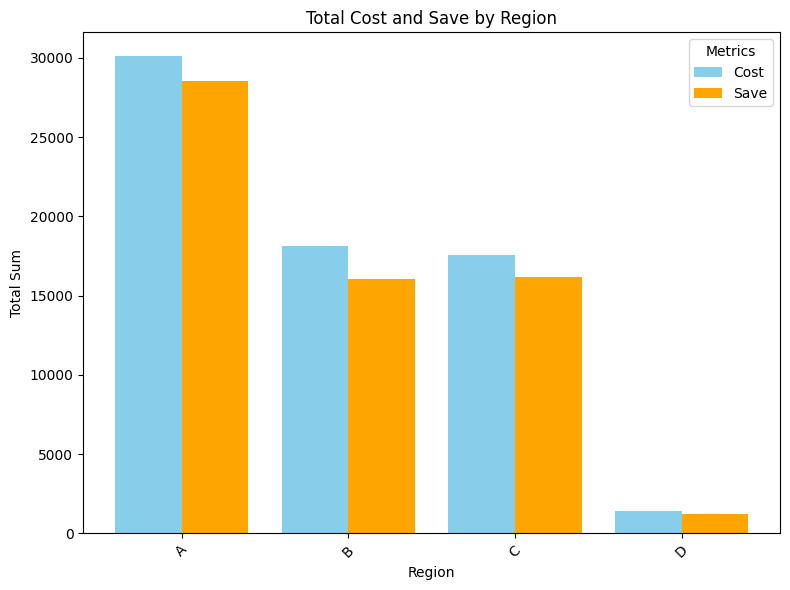 Total Cost and Save by Region
Metrics
Cost
Save
Total Sum
30000
25000
20000
15000
10000
5000
0
A
B
C
D
Region